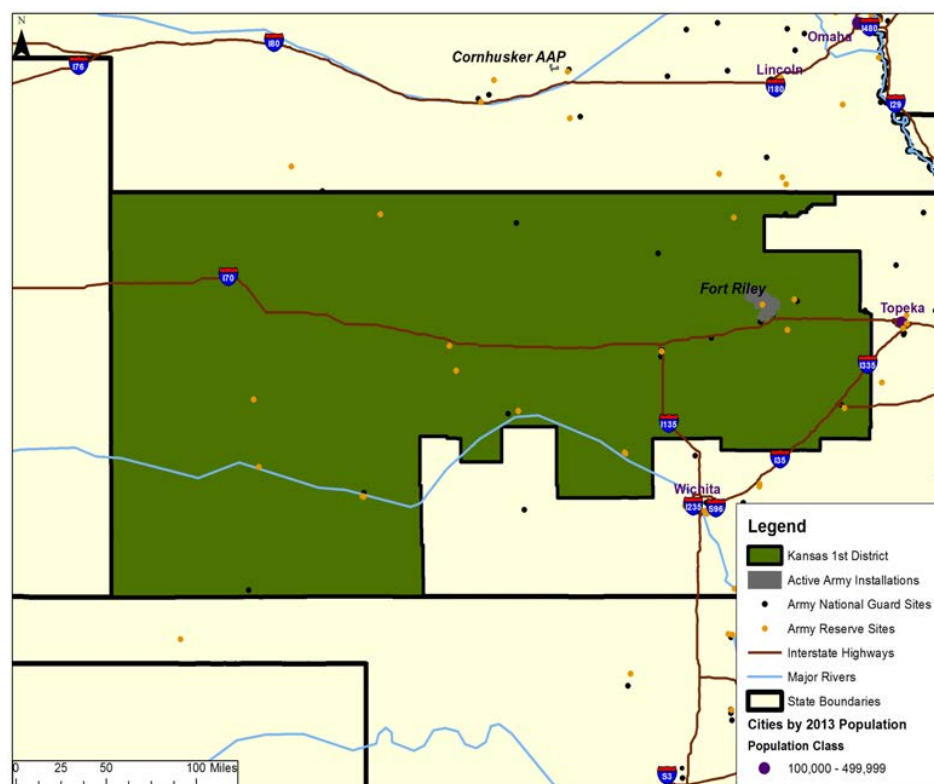 N
I80
I76
Cornhusker AAP
Omaha
I480
Lincoln
I180
I29
I70
Fort Riley
Topeka
I335
I135
I35
Wichita
I235
S96
Legend
Kansas 1st District
Active Army Installations
Army National Guard Sites
Army Reserve Sites
Interstate Highways
Major Rivers
State Boundaries
Cities by 2013 Population
Population Class
100,000 - 499,999
0 25 50 100 Miles
S3